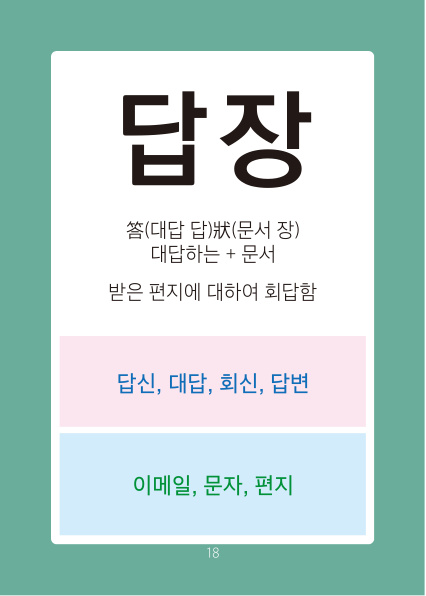 답장
答(대답 답)狀(문서 장)
대답하는 + 문서
받은 편지에 대하여 회답함
답신, 대답, 회신, 답변
이메일, 문자, 편지
18